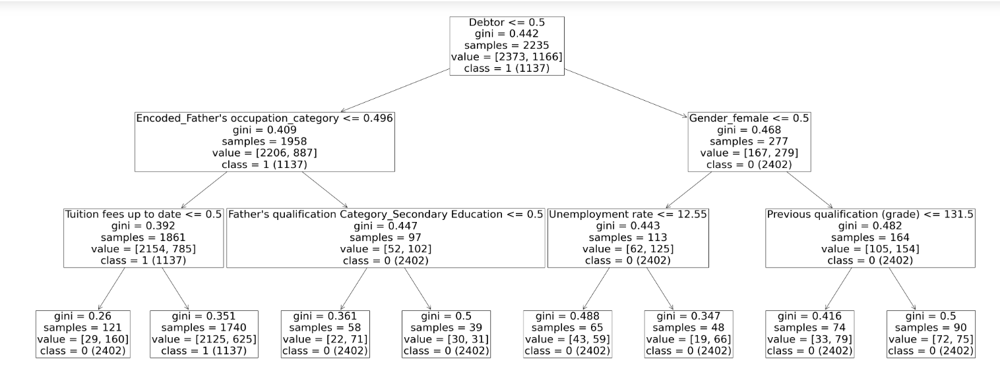 Debtor <= 0.5
gini = 0.442
samples = 2235
value = [2373, 1166]
class = 1 (1137)
Encoded_Father's occupation_category <= 0.496
gini = 0.409
samples = 1958
value = [2206, 887]
class = 1 (1137)
Gender_female <= 0.5
gini = 0.468
samples = 277
value = [167, 279]
class = 0 (2402)
Tuition fees up to date <= 0.5
gini = 0.392
samples = 1861
value = [2154, 785]
class = 1 (1137)
Father's qualification Category_Secondary Education <= 0.5
gini = 0.447
samples = 97
value = [52, 102]
class = 0 (2402)
Unemployment rate <= 12.55
gini = 0.443
samples = 113
value = [62, 125]
class = 0 (2402)
Previous qualification (grade) <= 131.5
gini = 0.482
samples = 164
value = [105, 154]
class = 0 (2402)
gini = 0.26
samples = 121
value = [29, 160]
class = 0 (2402)
gini = 0.351
samples = 1740
value = [2125, 625]
class = 1 (1137)
gini = 0.361
samples = 58
value = [22, 71]
class = 0 (2402)
gini = 0.5
samples = 39
value = [30, 31]
class = 0 (2402)
gini = 0.488
samples = 65
value = [43, 59]
class = 0 (2402)
gini = 0.347
samples = 48
value = [19, 66]
class = 0 (2402)
gini = 0.416
samples = 74
value = [33, 79]
class = 0 (2402)
gini = 0.5
samples = 90
value = [72, 75]
class = 0 (2402)